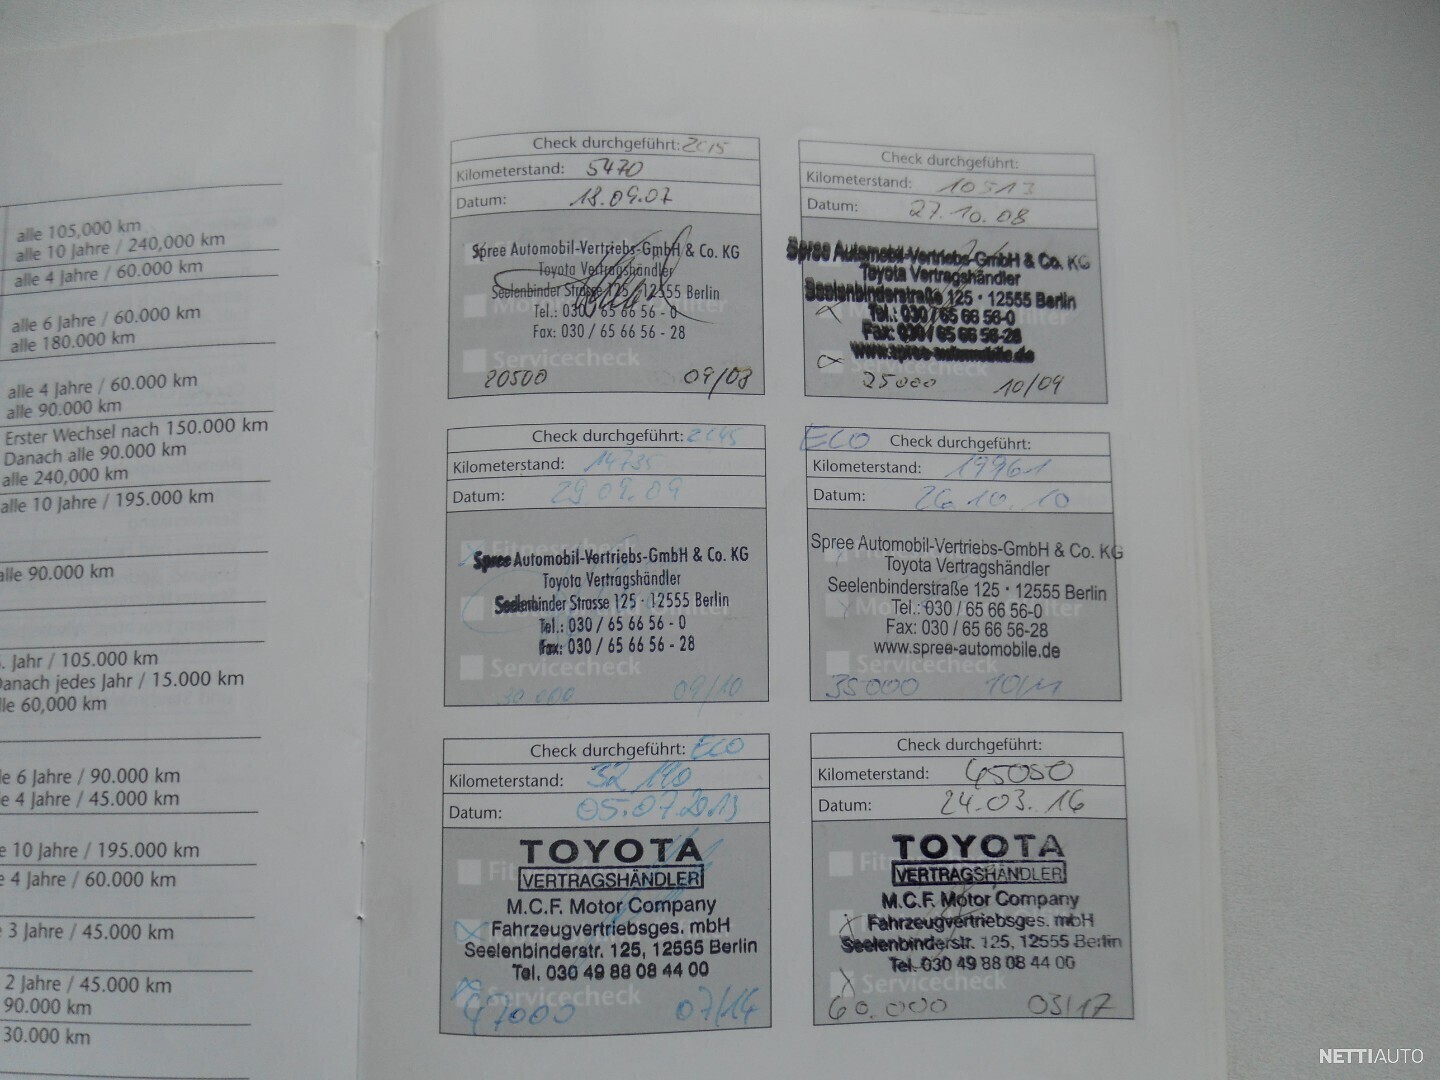 alle 105,000 km
alle 10 Jahre / 240,000 km
alle 4 Jahre / 60.000 km
alle 6 Jahre / 60.000 km
alle 180.000 km
alle 4 Jahre / 60.000 km
alle 90.000 km
Erster Wechsel nach 150.000 km
Danach alle 90.000 km
alle 240,000 km
alle 10 Jahre / 195.000 km
alle 90.000 km
. Jahr / 105.000 km
Danach jedes Jahr / 15.000 km
lle 60,000 km
le 6 Jahre / 90.000 km
e 4 Jahre / 45.000 km
e 10 Jahre / 195.000 km
e 4 Jahre / 60.000 km
3 Jahre / 45.000 km
2 Jahre / 45.000 km
90.000 km
30.000 km
Check durchgeführt: ZC15
Kilometerstand: 5470
Datum: 18.09.07
Spree Automobil-Vertriebs-GmbH & Co. KG
Toyota Vertragshändler
Seelenbinder Strasse 125 · 12555 Berlin
Tel.: 030 / 65 66 56 - 0
Fax: 030 / 65 66 56 - 28
Servicecheck
20500 09/08
Check durchgeführt:
Kilometerstand: 10513
Datum: 27.10.08
Spree Automobil-Vertriebs-GmbH & Co. KG
Toyota Vertragshändler
Seelenbinderstraße 125 · 12555 Berlin
Tel.: 030 / 65 66 56-0
Fax: 030 / 65 66 56-28
www.spree-automobile.de
25000 10/09
Check durchgeführt: ZC45
Kilometerstand: 14735
Datum: 29.09.09
Spree Automobil-Vertriebs-GmbH & Co. KG
Toyota Vertragshändler
Seelenbinder Strasse 125 · 12555 Berlin
Tel.: 030 / 65 66 56 - 0
Fax: 030 / 65 66 56 - 28
Servicecheck
30.000 09/10
ECO Check durchgeführt:
Kilometerstand: 19961
Datum: 26.10.10
Spree Automobil-Vertriebs-GmbH & Co. KG
Toyota Vertragshändler
Seelenbinderstraße 125 · 12555 Berlin
Tel.: 030 / 65 66 56-0
Fax: 030 / 65 66 56-28
www.spree-automobile.de
Servicecheck
35000 10/11
Check durchgeführt: ECO
Kilometerstand: 32190
Datum: 05.07.2013
TOYOTA
VERTRAGSHÄNDLER
M.C.F. Motor Company
Fahrzeugvertriebsges. mbH
Seelenbinderstr. 125, 12555 Berlin
Tel. 030 49 88 08 44 00
Servicecheck
47000 07/14
Check durchgeführt:
Kilometerstand: 45050
Datum: 24.03.16
TOYOTA
VERTRAGSHÄNDLER
M.C.F. Motor Company
Fahrzeugvertriebsges. mbH
Seelenbinderstr. 125, 12555 Berlin
Tel. 030 49 88 08 44 00
Servicecheck
60.000 03/17
NETTIAUTO